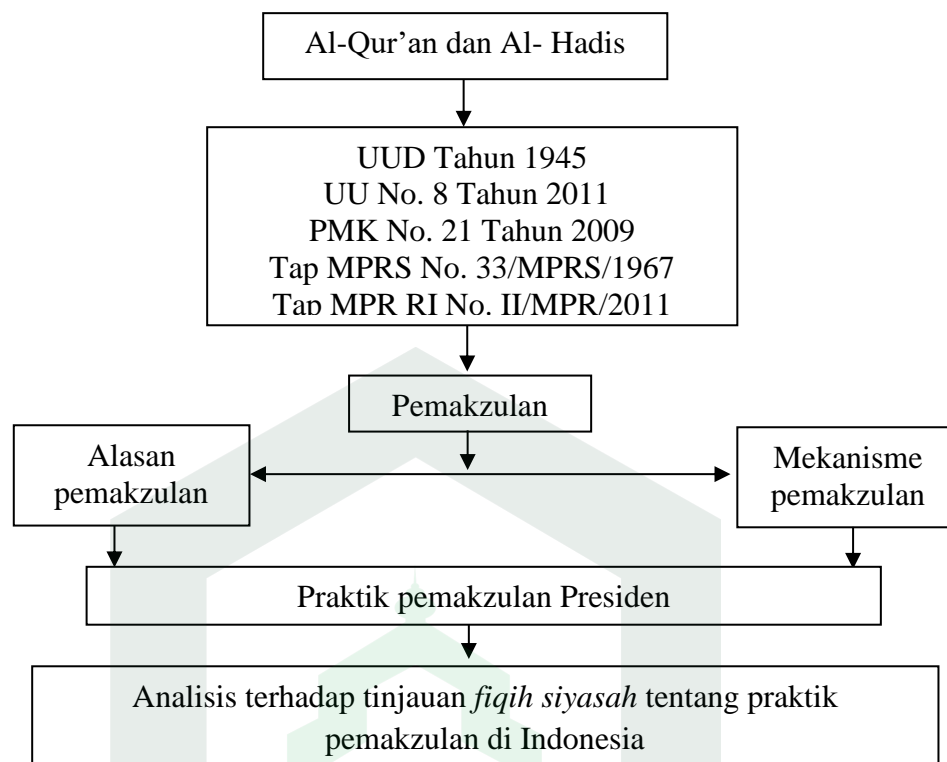 Al-Qur’an dan Al- Hadis
UUD Tahun 1945
UU No. 8 Tahun 2011
PMK No. 21 Tahun 2009
Tap MPRS No. 33/MPRS/1967
Tap MPR RI No. II/MPR/2011
Pemakzulan
Alasan
pemakzulan
Mekanisme
pemakzulan
Praktik pemakzulan Presiden
Analisis terhadap tinjauan fiqih siyasah tentang praktik
pemakzulan di Indonesia